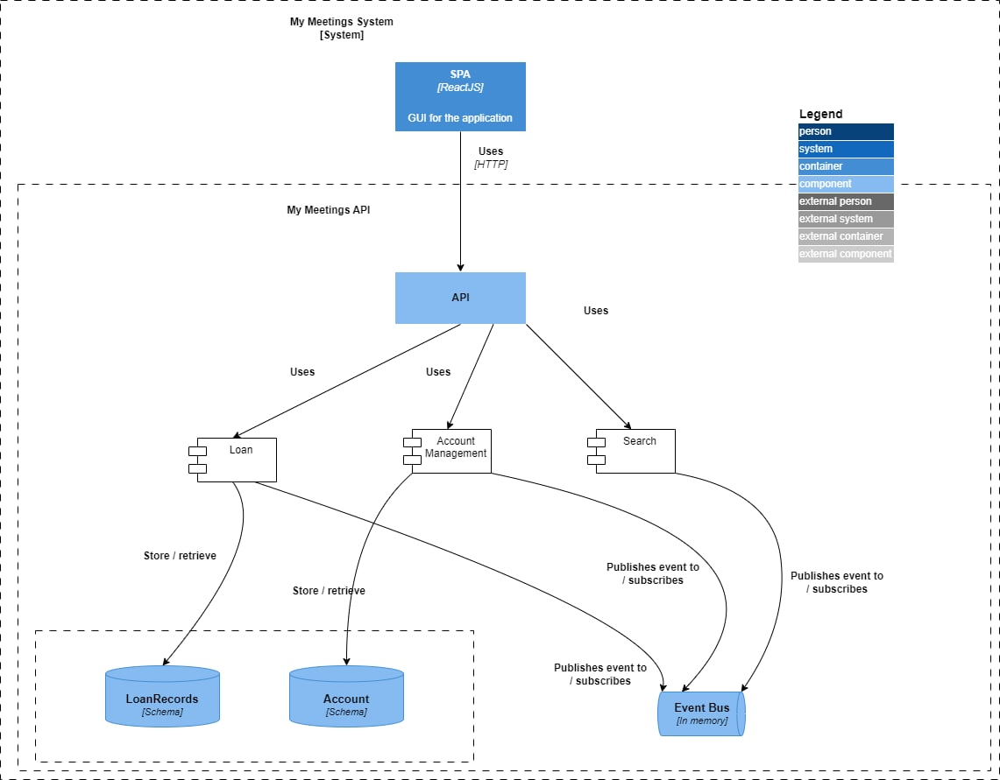 My Meetings System
[System]
SPA
[ReactJS]
GUI for the application
Legend
person
system
container
component
external person
external system
external container
external component
Uses
[HTTP]
My Meetings API
API
Uses
Uses
Uses
Loan
Account
Management
Search
Store / retrieve
Store / retrieve
Publishes event to
/ subscribes
Publishes event to
/ subscribes
Publishes event to
/ subscribes
LoanRecords
[Schema]
Account
[Schema]
Event Bus
[In memory]